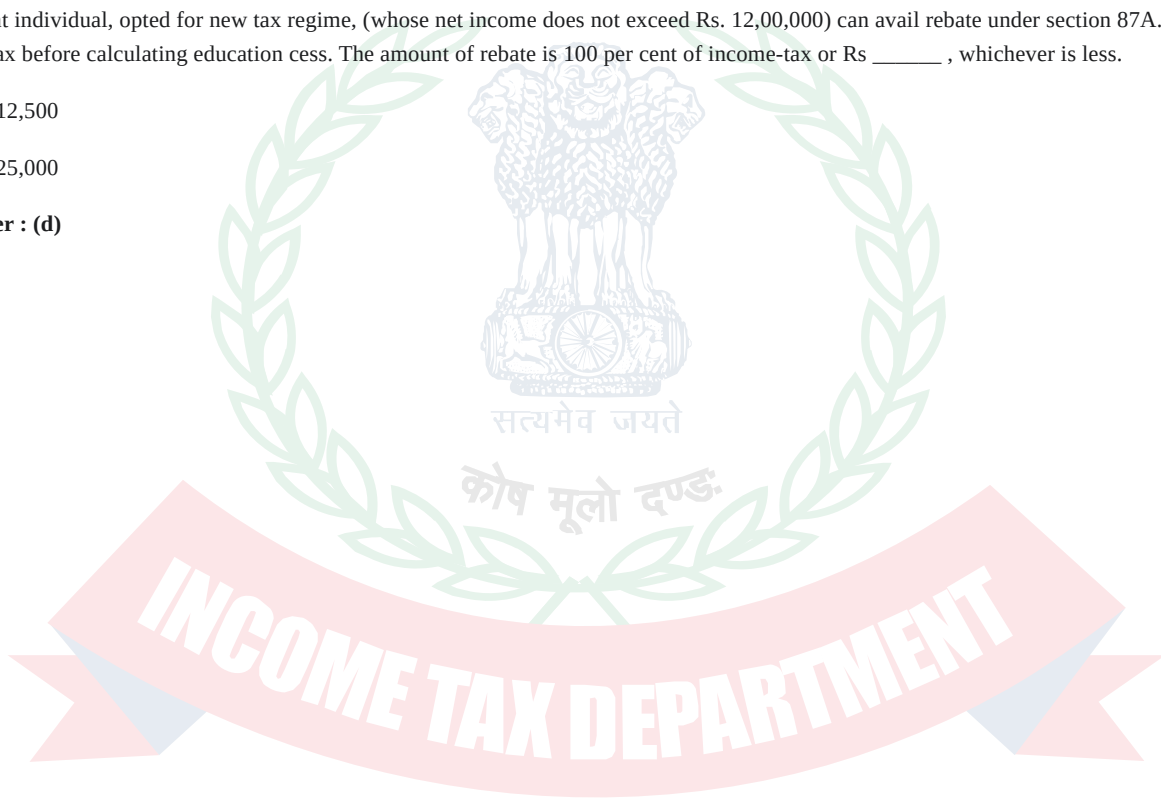 t individual, opted for new tax regime, (whose net income does not exceed Rs. 12,00,000) can avail rebate under section 87A.
ax before calculating education cess. The amount of rebate is 100 per cent of income-tax or Rs ______ , whichever is less.
12,500
25,000
er : (d)
सत्यमेव जयते
कोष मूलो दण्डः
INCOME TAX DEPARTMENT